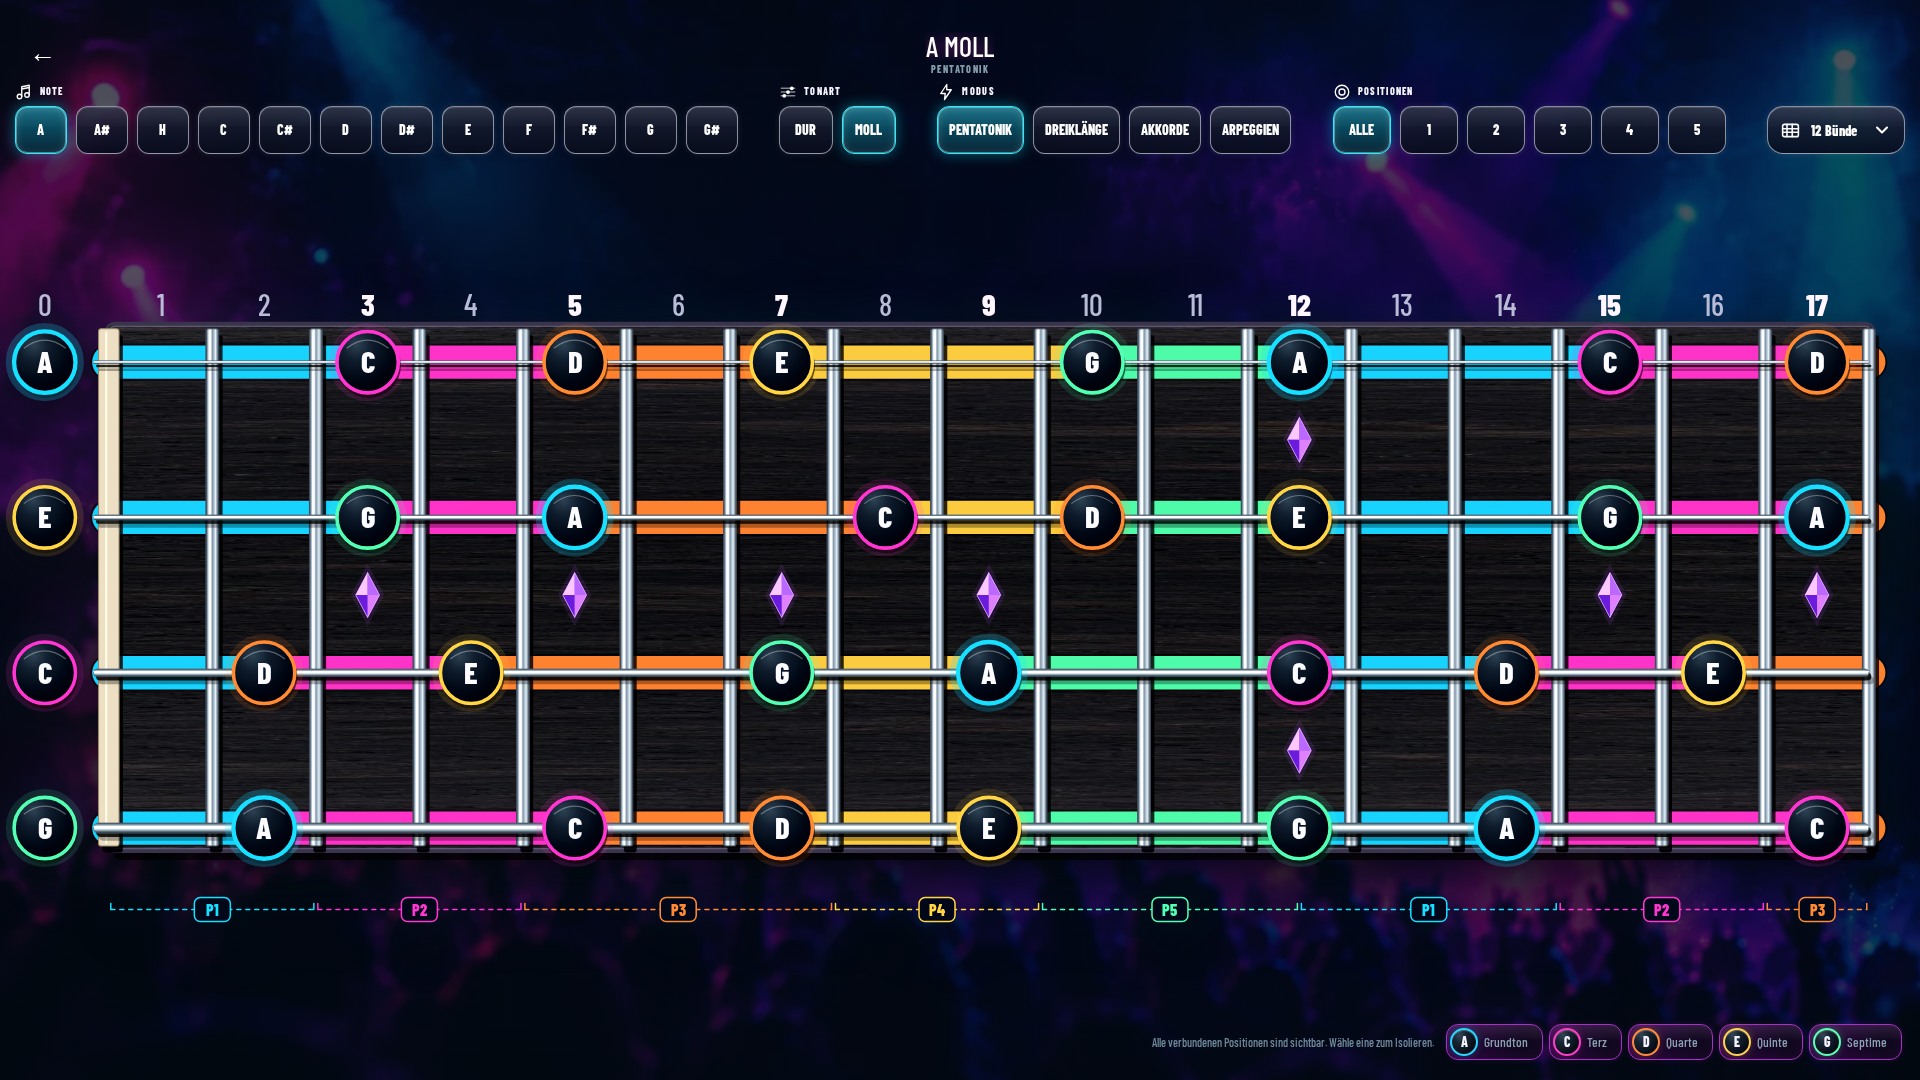 ←
A MOLL
PENTATONIK
NOTE
TONART
MODUS
POSITIONEN
A A# H C C# D D# E F F# G G# DUR MOLL PENTATONIK DREIKLÄNGE AKKORDE ARPEGGIEN ALLE 1 2 3 4 5 12 Bünde
0 1 2 3 4 5 6 7 8 9 10 11 12 13 14 15 16 17
A C D E G A C D
E G A C D E G A
C D E G A C D E
G A C D E G A C
P1 P2 P3 P4 P5 P1 P2 P3
Alle verbundenen Positionen sind sichtbar. Wähle eine zum Isolieren. A Grundton C Terz D Quarte E Quinte G Septime